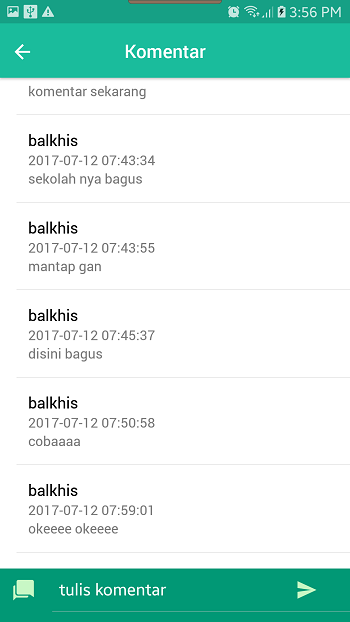 3:56 PM
Komentar
komentar sekarang
balkhis
2017-07-12 07:43:34
sekolah nya bagus
balkhis
2017-07-12 07:43:55
mantap gan
balkhis
2017-07-12 07:45:37
disini bagus
balkhis
2017-07-12 07:50:58
cobaaaa
balkhis
2017-07-12 07:59:01
okeeee okeeee
tulis komentar